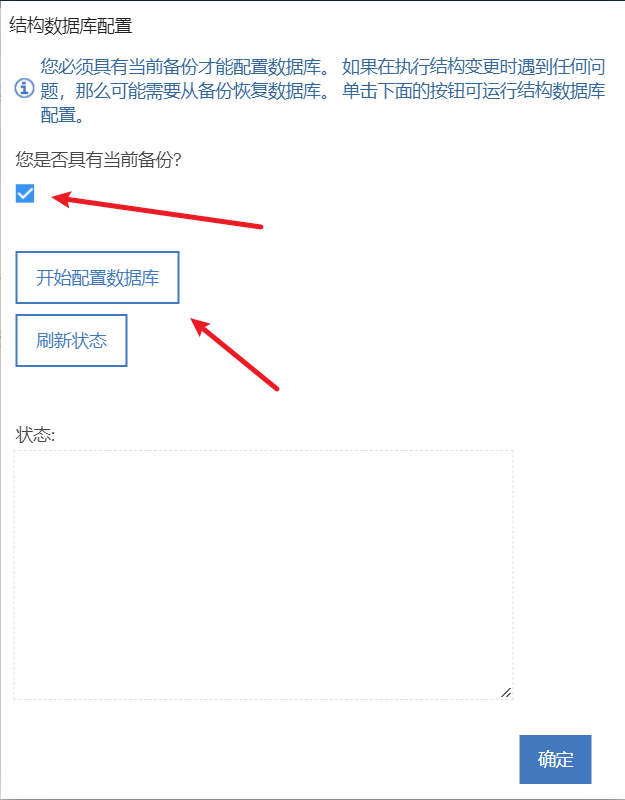 结构数据库配置
您必须具有当前备份才能配置数据库。 如果在执行结构变更时遇到任何问
题，那么可能需要从备份恢复数据库。 单击下面的按钮可运行结构数据库
配置。
您是否具有当前备份?
开始配置数据库
刷新状态
状态:
确定